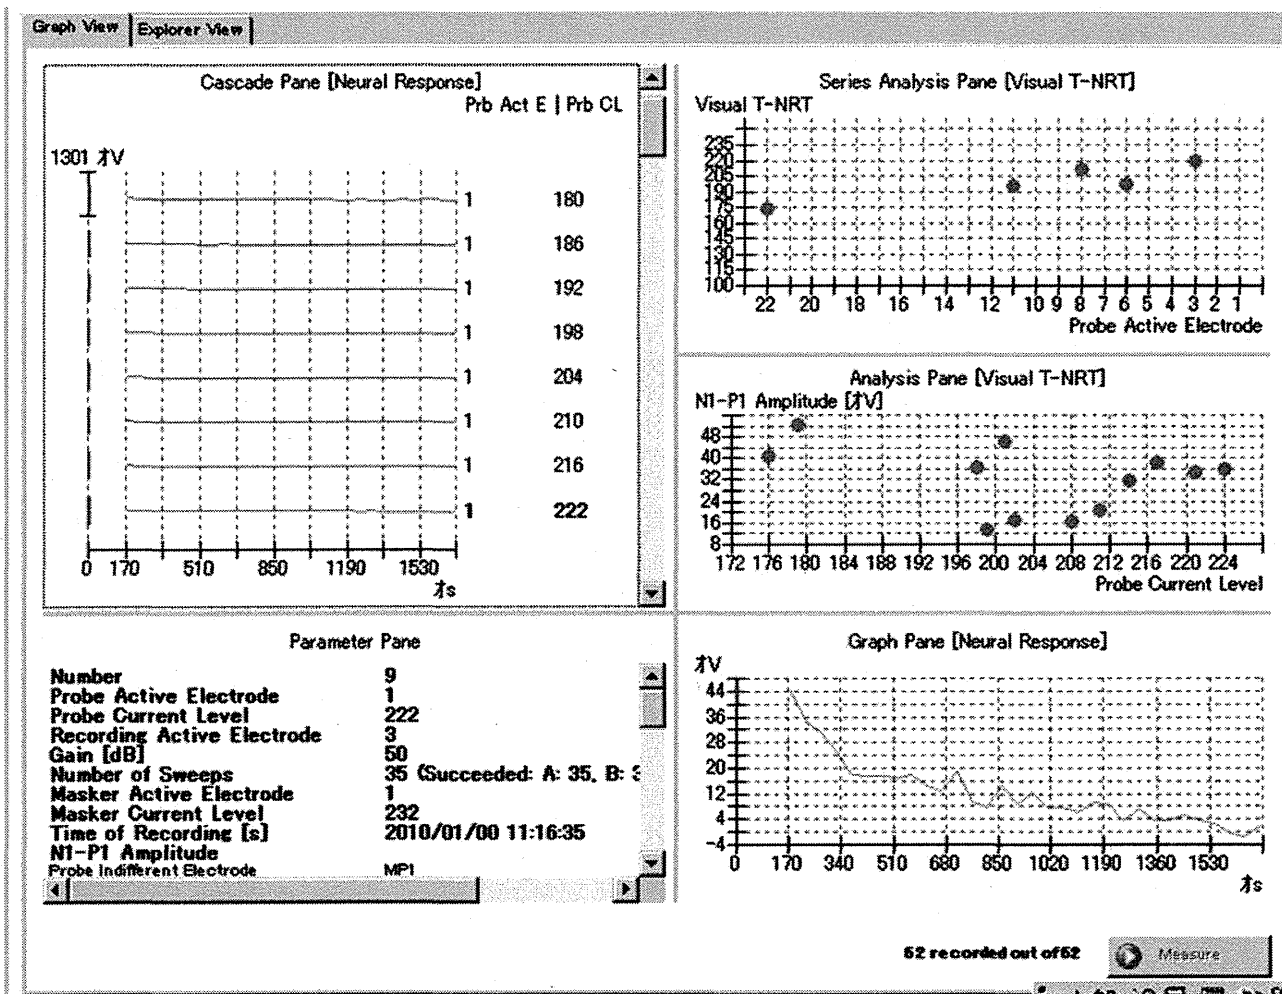 Graph View Explorer View
Cascade Pane [Neural Response]
Prb Act E | Prb CL
1301 オV
1 180
1 186
1 192
1 198
1 204
1 210
1 216
1 222
0 170 510 850 1190 1530
オs
Series Analysis Pane [Visual T-NRT]
Visual T-NRT
235
220
205
190
175
160
145
130
115
100
22 20 18 16 14 12 10 9 8 7 6 5 4 3 2 1
Probe Active Electrode
Analysis Pane [Visual T-NRT]
N1-P1 Amplitude [オV]
48
40
32
24
16
8
172 176 180 184 188 192 196 200 204 208 212 216 220 224
Probe Current Level
Parameter Pane
Number 9
Probe Active Electrode 1
Probe Current Level 222
Recording Active Electrode 3
Gain [dB] 50
Number of Sweeps 35 (Succeeded: A: 35, B: 3
Masker Active Electrode 1
Masker Current Level 232
Time of Recording [s] 2010/01/00 11:16:35
N1-P1 Amplitude
Probe Indifferent Electrode MP1
Graph Pane [Neural Response]
オV
44
36
28
20
12
4
-4
0 170 340 510 680 850 1020 1190 1360 1530
オs
52 recorded out of 52 Measure